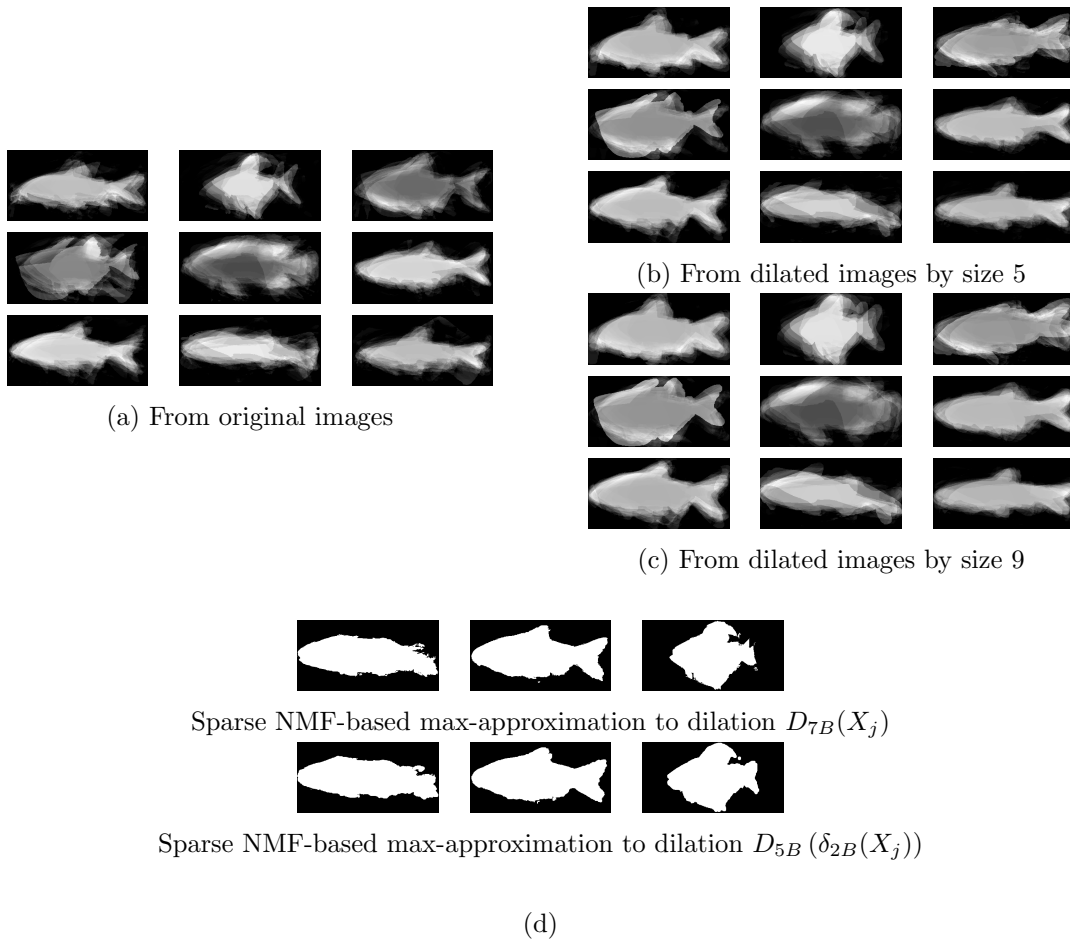 (a) From original images
(b) From dilated images by size 5
(c) From dilated images by size 9
Sparse NMF-based max-approximation to dilation $D_{7B}(X_j)$
Sparse NMF-based max-approximation to dilation $D_{5B}(\delta_{2B}(X_j))$
(d)